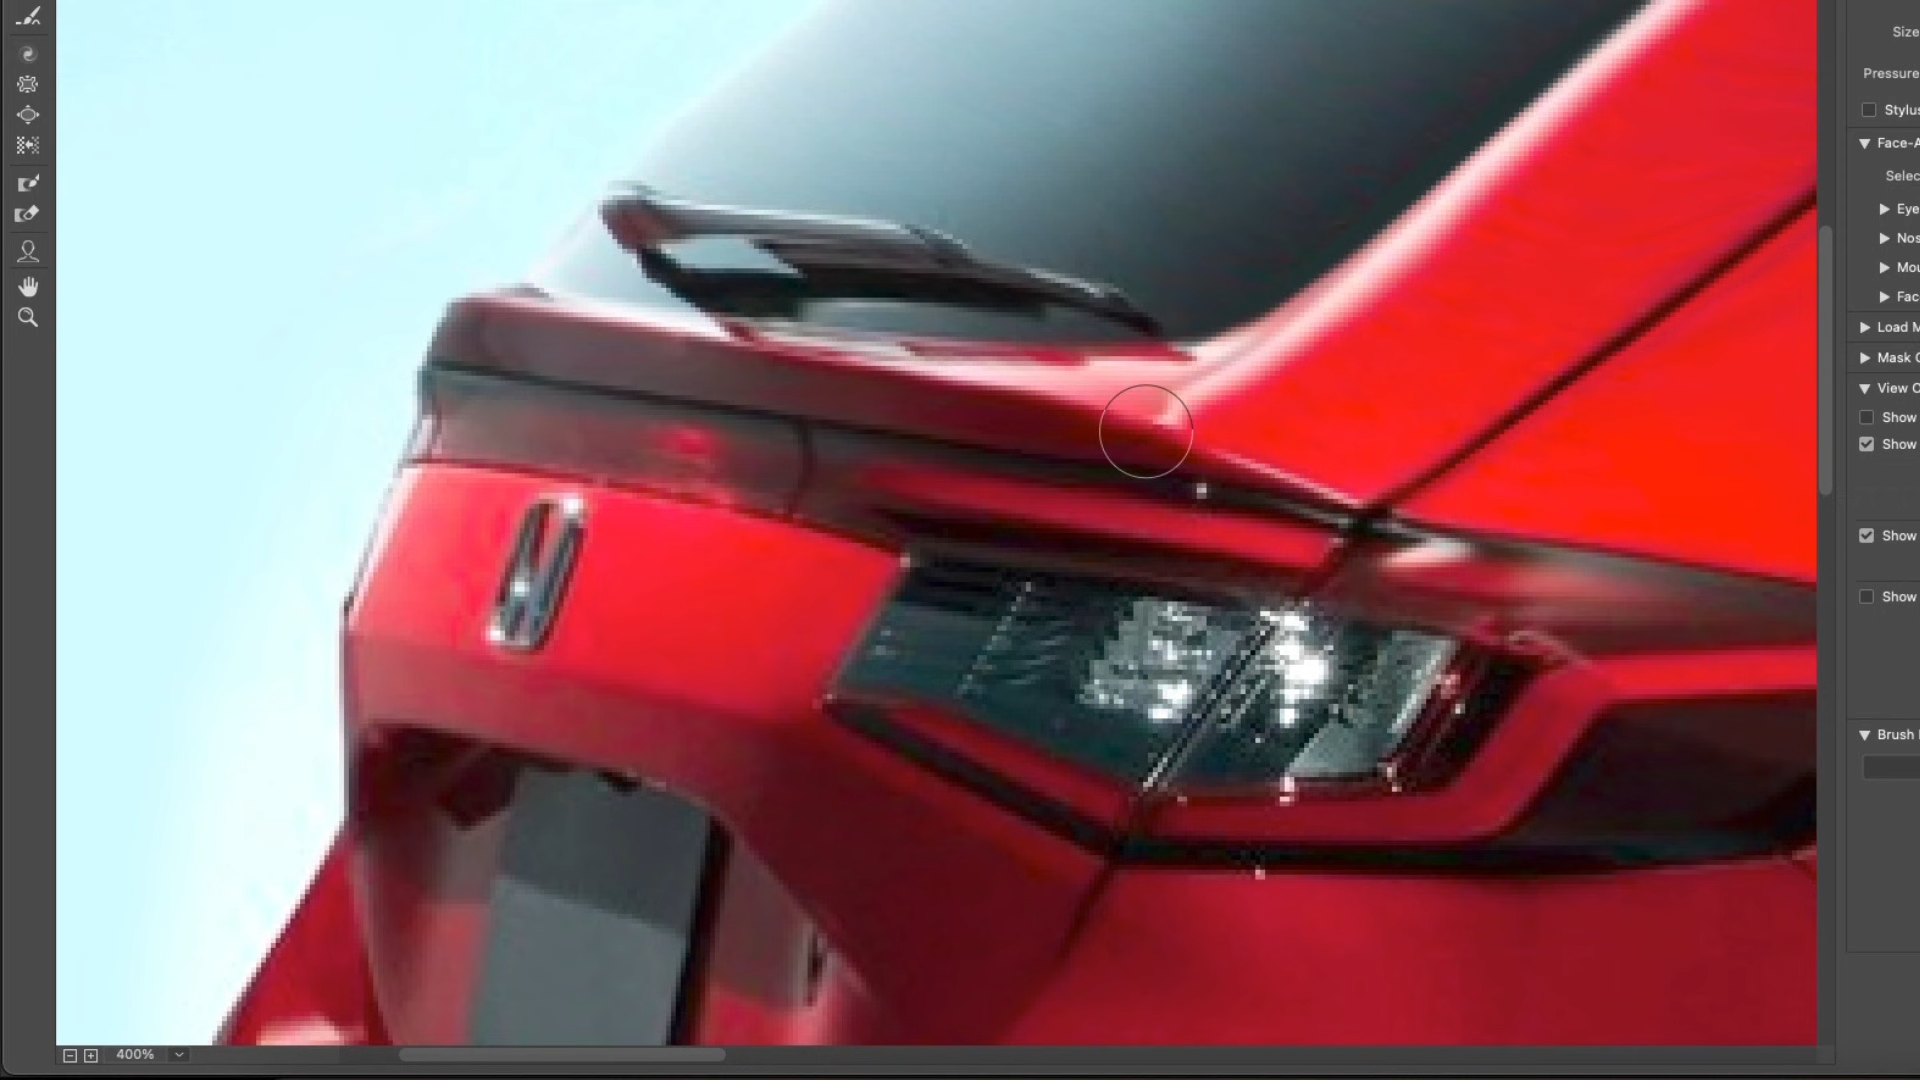 Size
Pressure
Stylus
Face-A
Selec
Eye
Nos
Mou
Fac
Load M
Mask O
View O
Show
Show
Show
Show
Brush
400%